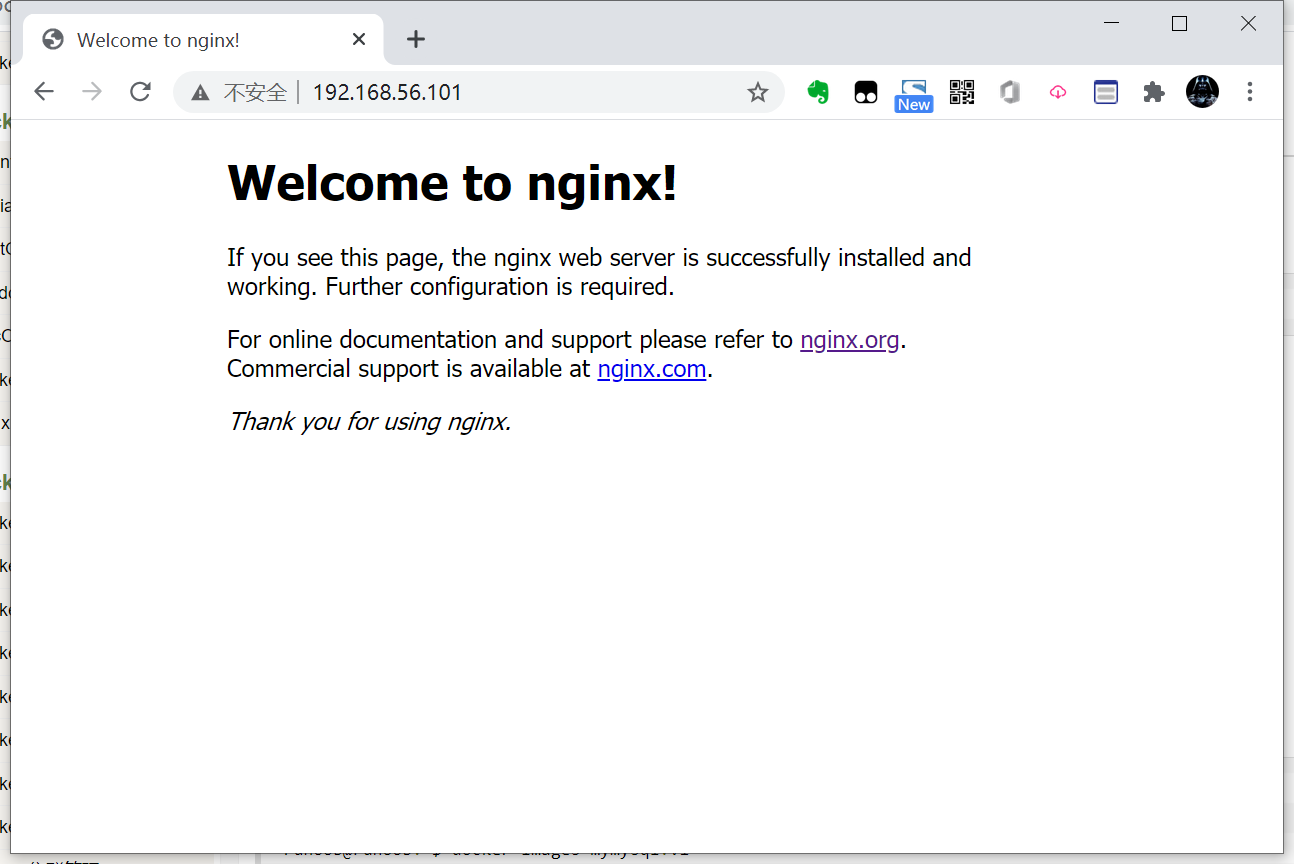 Welcome to nginx!
不安全
192.168.56.101
New
Welcome to nginx!
If you see this page, the nginx web server is successfully installed and
working. Further configuration is required.
For online documentation and support please refer to nginx.org.
Commercial support is available at nginx.com.
Thank you for using nginx.